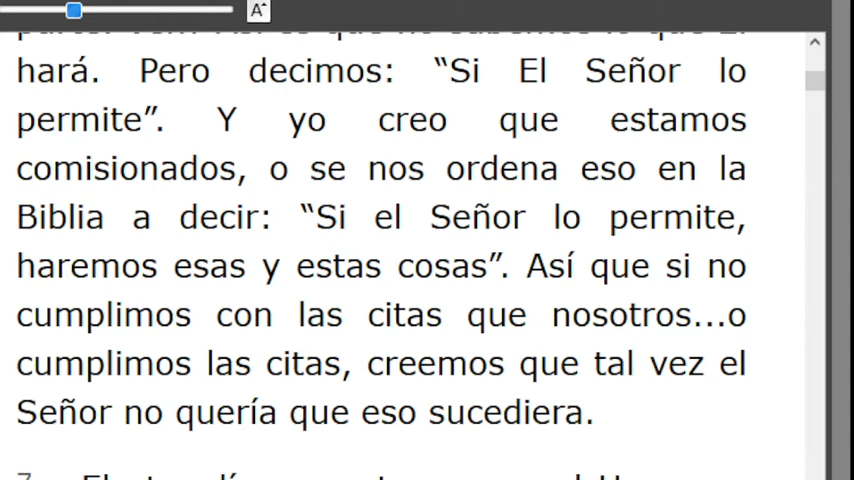 A
hará. Pero decimos: “Si El Señor lo
permite”. Y yo creo que estamos
comisionados, o se nos ordena eso en la
Biblia a decir: “Si el Señor lo permite,
haremos esas y estas cosas”. Así que si no
cumplimos con las citas que nosotros...o
cumplimos las citas, creemos que tal vez el
Señor no quería que eso sucediera.